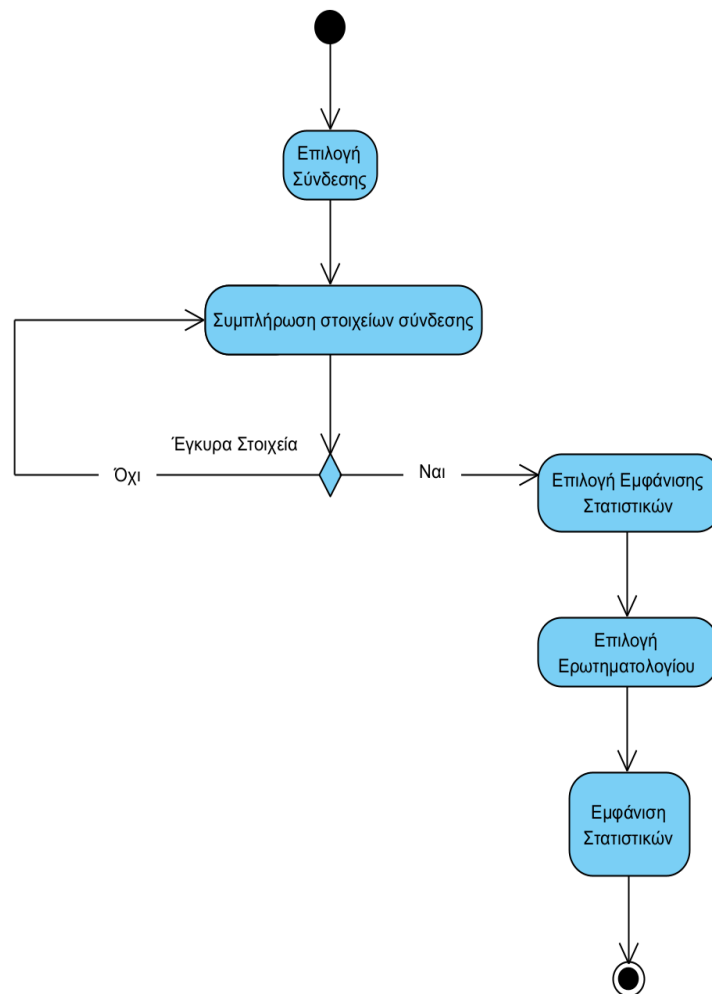 Επιλογή
Σύνδεσης
Συμπλήρωση στοιχείων σύνδεσης
Έγκυρα Στοιχεία
Όχι
Ναι
Επιλογή Εμφάνισης
Στατιστικών
Επιλογή
Ερωτηματολογίου
Εμφάνιση
Στατιστικών